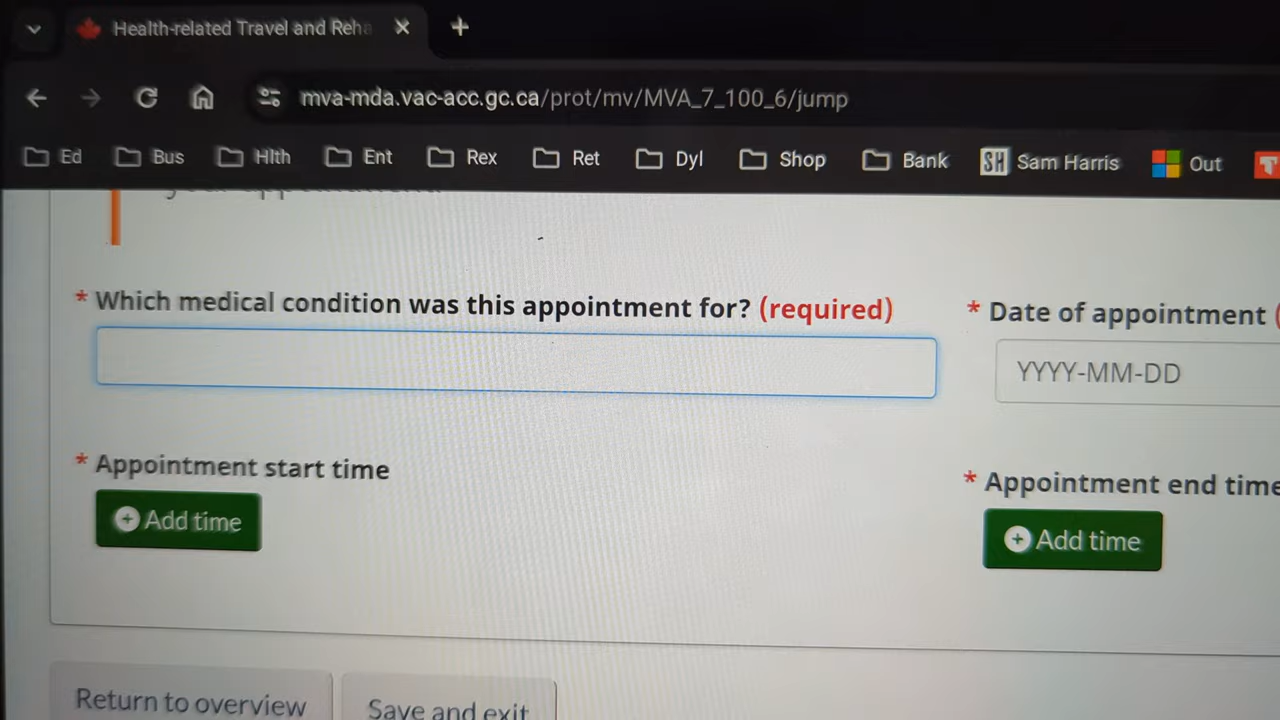 Health-related Travel and Reha
mva-mda.vac-acc.gc.ca/prot/mv/MVA_7_100_6/jump
Ed Bus Hlth Ent Rex Ret Dyl Shop Bank SH Sam Harris Out T
* Which medical condition was this appointment for? (required)
* Date of appointment (
YYYY-MM-DD
* Appointment start time
* Appointment end time
Add time
Add time
Return to overview
Save and exit